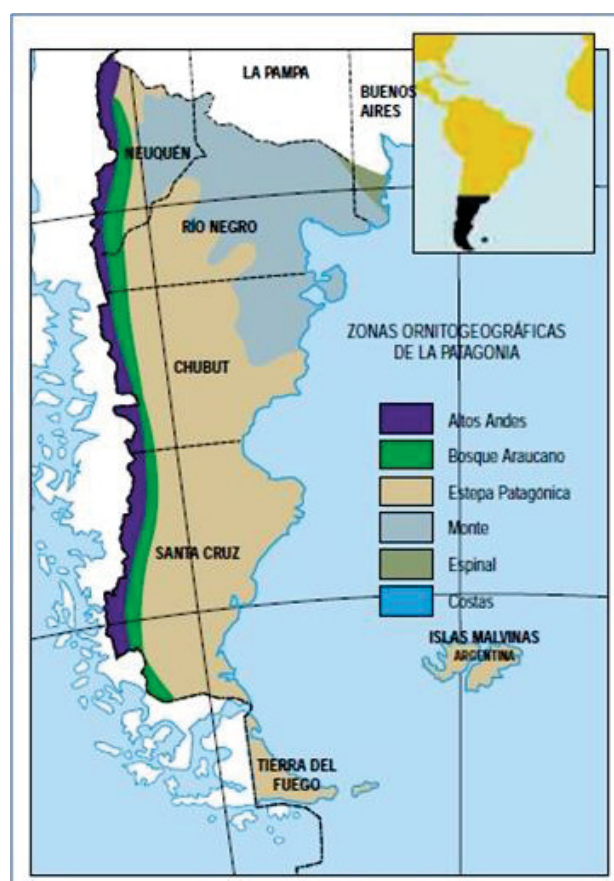 LA PAMPA
BUENOS
AIRES
NEUQUÉN
RÍO NEGRO
ZONAS ORNITOGEOGRÁFICAS
DE LA PATAGONIA
CHUBUT
Altos Andes
Bosque Araucano
Estepa Patagónica
Monte
Espinal
Costas
SANTA CRUZ
ISLAS MALVINAS
ARGENTINA
TIERRA DEL
FUEGO